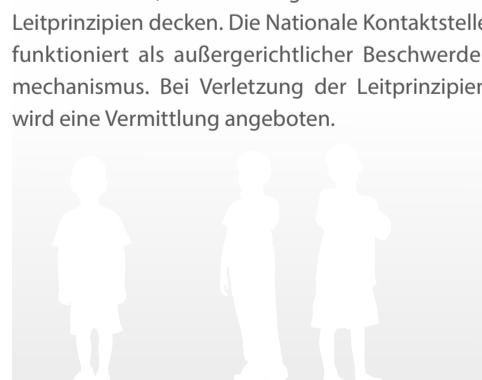 Leitprinzipien decken. Die Nationale Kontaktstelle
funktioniert als außergerichtlicher Beschwerde
mechanismus. Bei Verletzung der Leitprinzipien
wird eine Vermittlung angeboten.